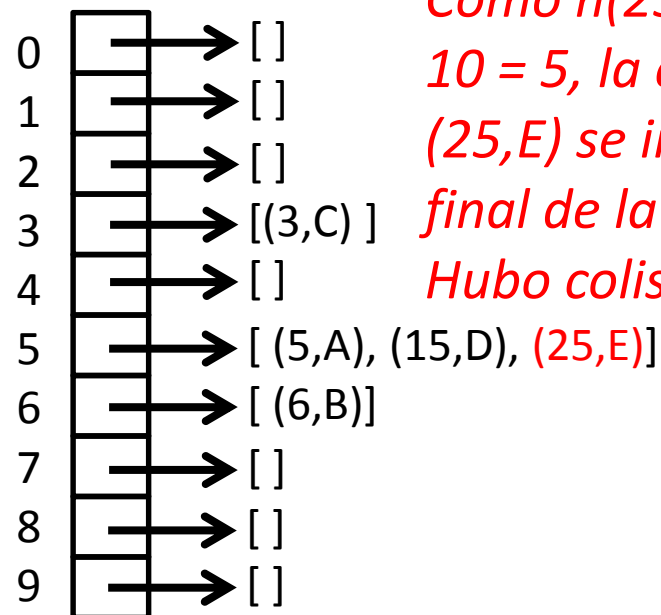 0 [ ]
1 [ ]
2 [ ]
3 [(3,C) ]
4 [ ]
5 [ (5,A), (15,D), (25,E)]
6 [ (6,B)]
7 [ ]
8 [ ]
9 [ ]
Como
10 = 5, la
(25,E) se
final de la
Hubo